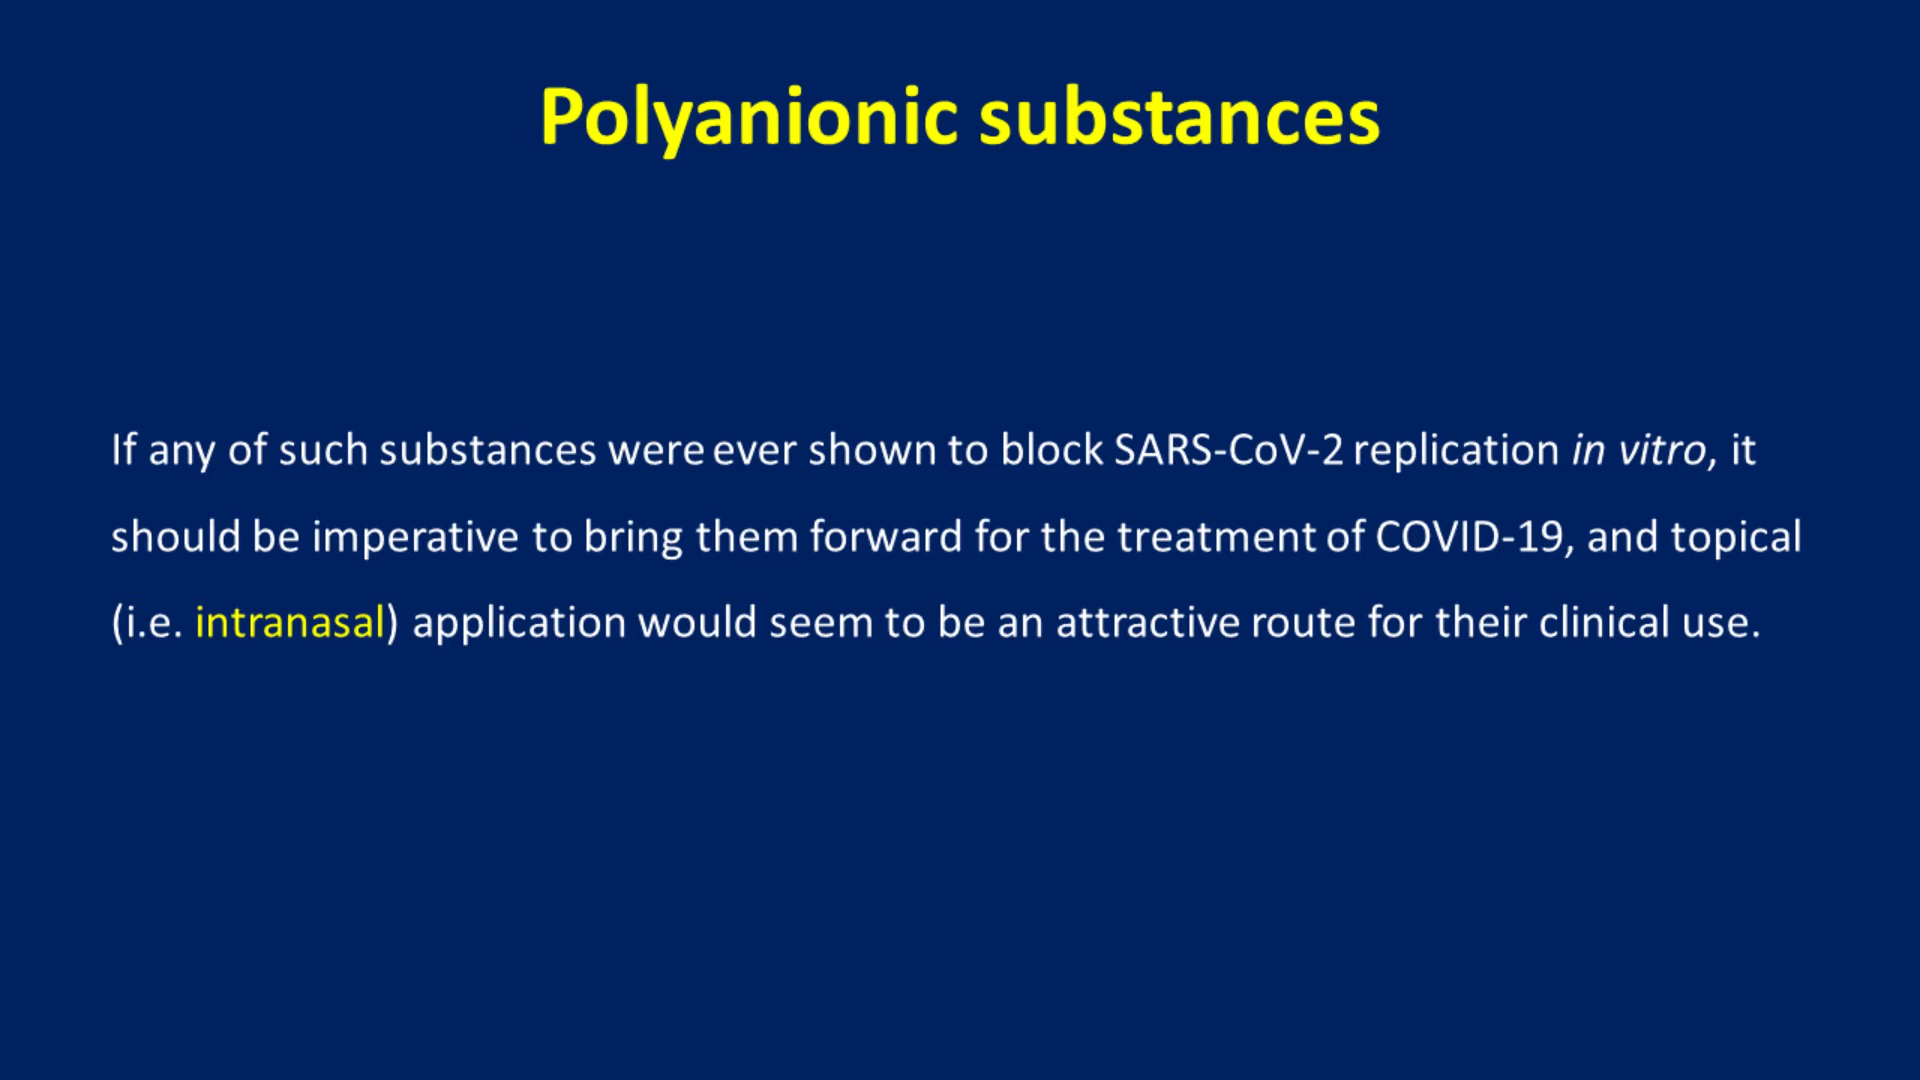 Polyanionic substances
If any of such substances were ever shown to block SARS-CoV-2 replication in vitro, it
should be imperative to bring them forward for the treatment of COVID-19, and topical
(i.e. intranasal) application would seem to be an attractive route for their clinical use.